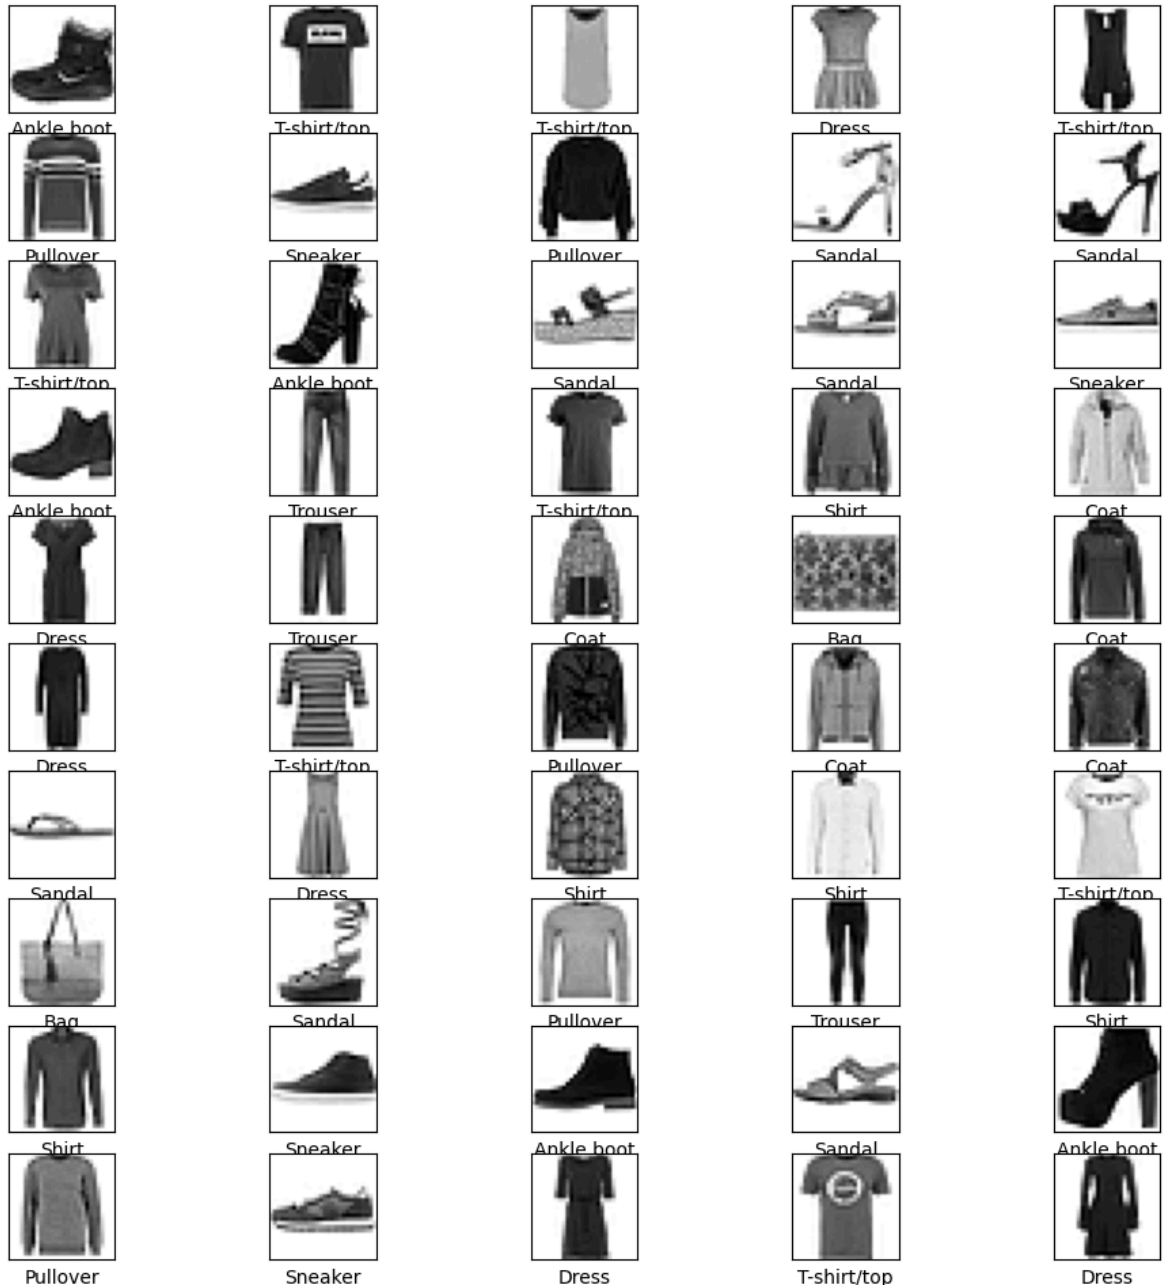 Ankle boot T-shirt/top T-shirt/top Dress T-shirt/top
Pullover Sneaker Pullover Sandal Sandal
T-shirt/top Ankle boot Sandal Sandal Sneaker
Ankle boot Trouser T-shirt/top Shirt Coat
Dress Trouser Coat Bag Coat
Dress T-shirt/top Pullover Coat Coat
Sandal Dress Shirt Shirt T-shirt/top
Bag Sandal Pullover Trouser Shirt
Shirt Sneaker Ankle boot Sandal Ankle boot
Pullover Sneaker Dress T-shirt/top Dress